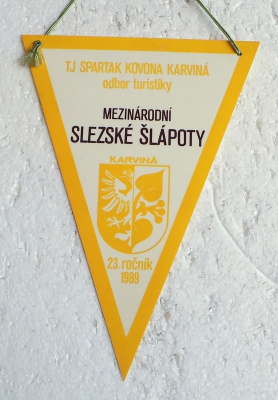 TJ SPARTAK KOVONA KARVINÁ
odbor turistiky
MEZINÁRODNÍ
SLEZSKÉ ŠLÁPOTY
KARVINÁ
23. ročník
1989